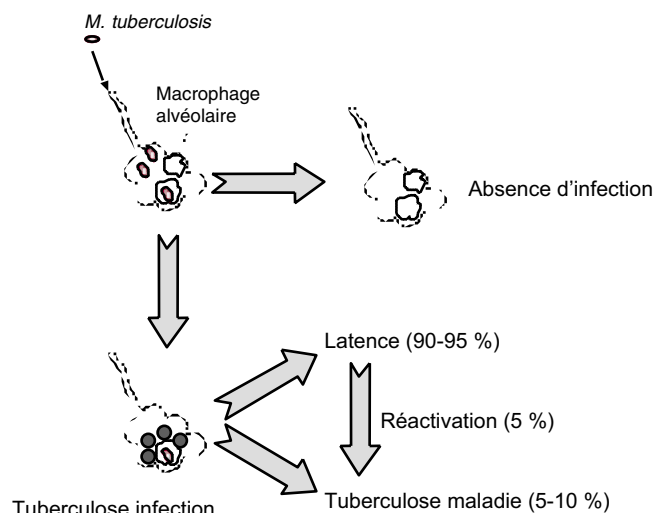 M. tuberculosis
Macrophage
alvéolaire
Absence d'infection
Latence (90-95 %)
Réactivation (5 %)
Tuberculose maladie (5-10 %)
Tuberculose infection